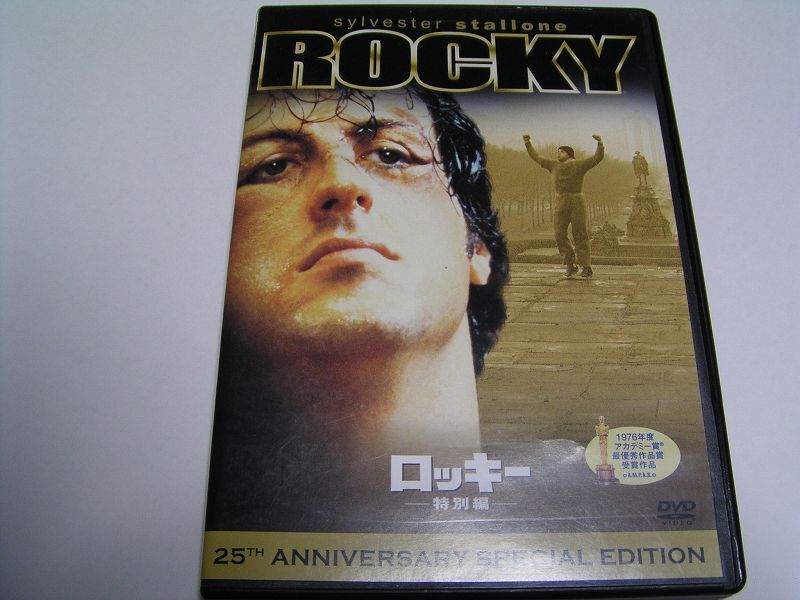 sylvester stallone
ROCKY
1976年度
アカデミー賞®
最優秀作品賞
受賞作品
©A.M.P.A.S.®
ロッキー
特別編
DVD
VIDEO
25TH ANNIVERSARY SPECIAL EDITION